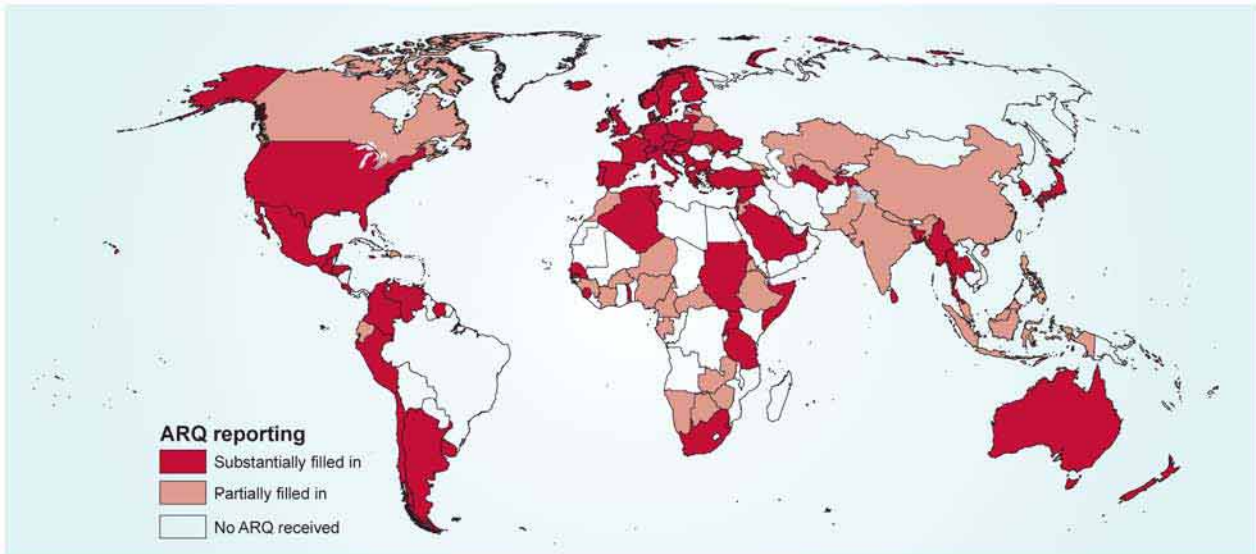 ARQ reporting
Substantially filled in
Partially filled in
No ARQ received